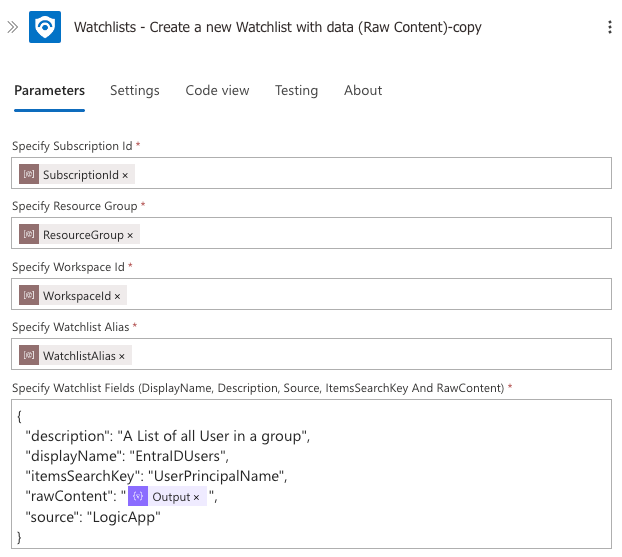 Watchlists - Create a new Watchlist with data (Raw Content)-copy
Parameters Settings Code view Testing About
Specify Subscription Id *
[@] SubscriptionId ×
Specify Resource Group *
[@] ResourceGroup ×
Specify Workspace Id *
[@] WorkspaceId ×
Specify Watchlist Alias *
[@] WatchlistAlias ×
Specify Watchlist Fields (DisplayName, Description, Source, ItemsSearchKey And RawContent) *
{
"description": "A List of all User in a group",
"displayName": "EntraIDUsers",
"itemsSearchKey": "UserPrincipalName",
"rawContent": "{v} Output × ",
"source": "LogicApp"
}